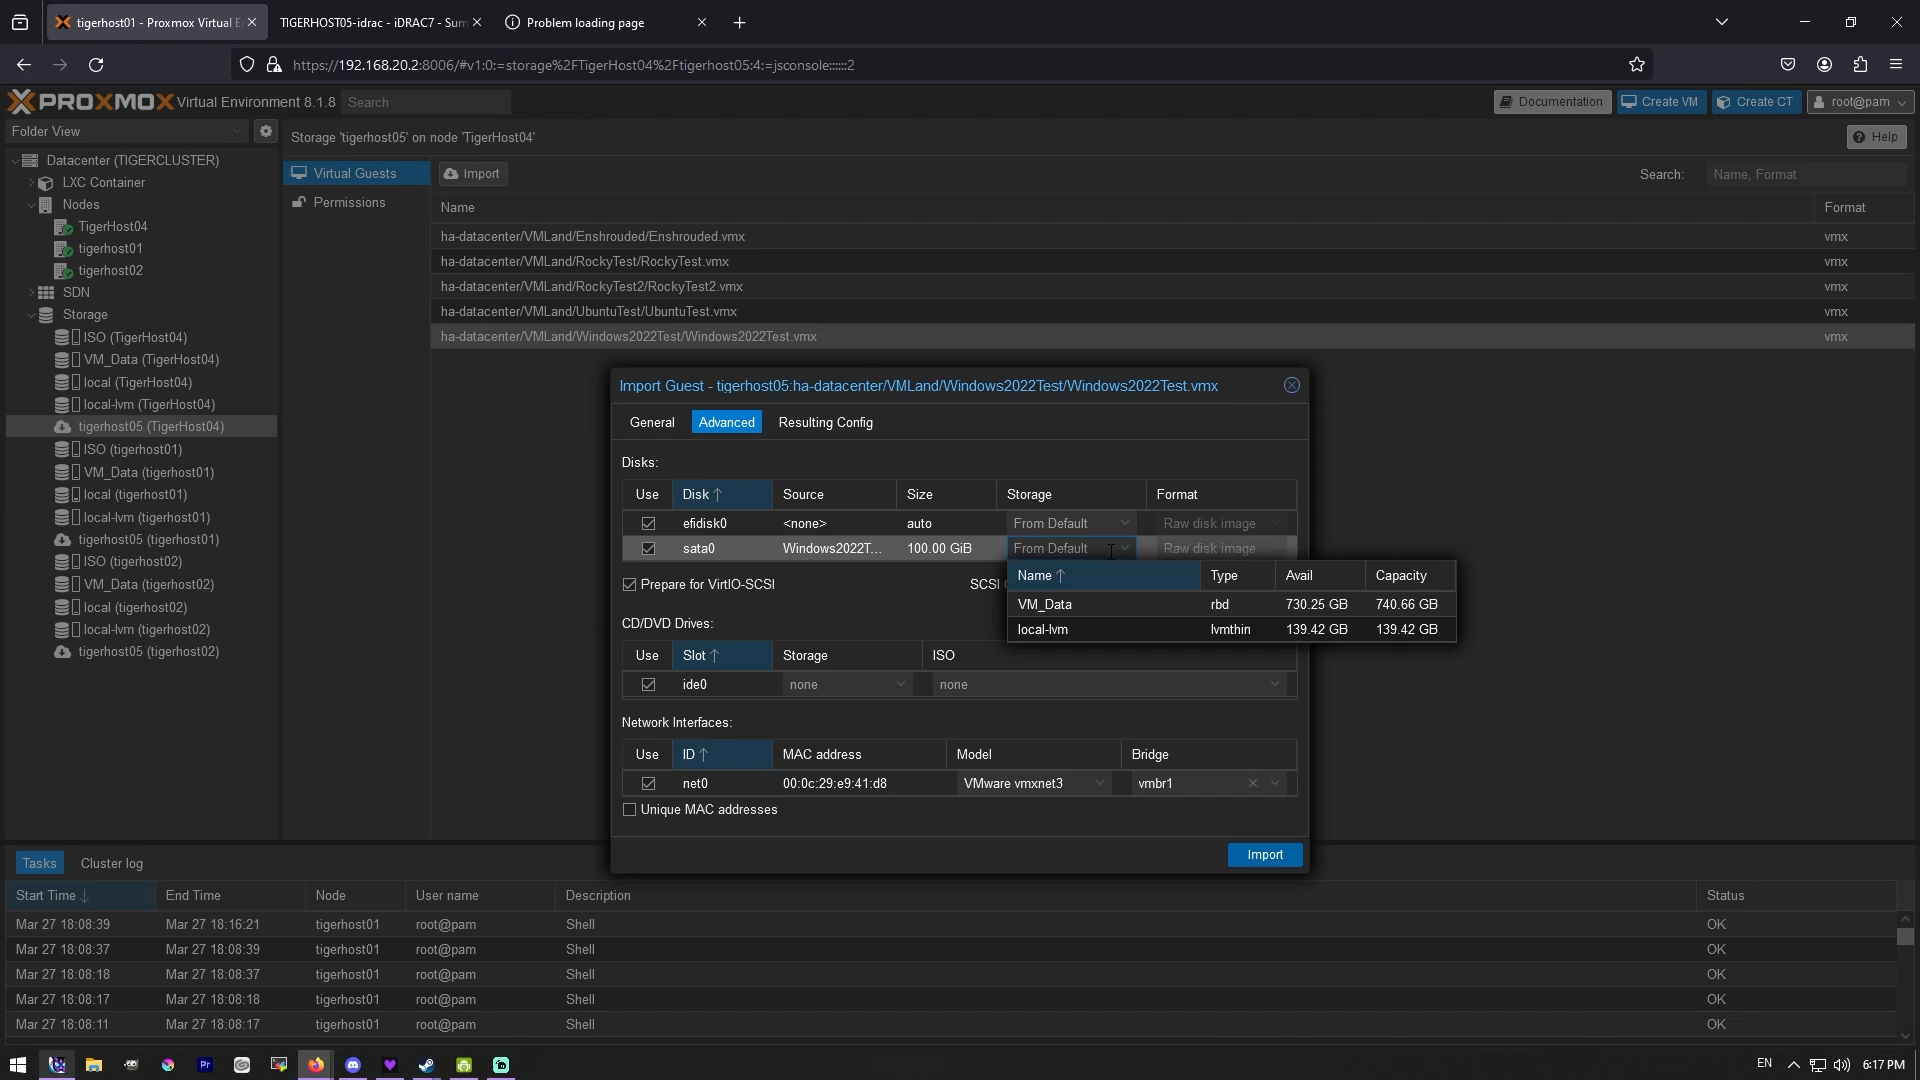 tigerhost01 - Proxmox Virtual E
TIGERHOST05-idrac - iDRAC7 - Sum
Problem loading page
https://192.168.20.2:8006/#v1:0:=storage%2FTigerHost04%2Ftigerhost05:4:=jsconsole::::::2
PROXMOX Virtual Environment 8.1.8
Search
Documentation
Create VM
Create CT
root@pam
Folder View
Storage 'tigerhost05' on node 'TigerHost04'
Help
Datacenter (TIGERCLUSTER)
LXC Container
Nodes
TigerHost04
tigerhost01
tigerhost02
SDN
Storage
ISO (TigerHost04)
VM_Data (TigerHost04)
local (TigerHost04)
local-lvm (TigerHost04)
tigerhost05 (TigerHost04)
ISO (tigerhost01)
VM_Data (tigerhost01)
local (tigerhost01)
local-lvm (tigerhost01)
tigerhost05 (tigerhost01)
ISO (tigerhost02)
VM_Data (tigerhost02)
local (tigerhost02)
local-lvm (tigerhost02)
tigerhost05 (tigerhost02)
Virtual Guests
Permissions
Import
Search:
Name, Format
Name Format
ha-datacenter/VMLand/Enshrouded/Enshrouded.vmx vmx
ha-datacenter/VMLand/RockyTest/RockyTest.vmx vmx
ha-datacenter/VMLand/RockyTest2/RockyTest2.vmx vmx
ha-datacenter/VMLand/UbuntuTest/UbuntuTest.vmx vmx
ha-datacenter/VMLand/Windows2022Test/Windows2022Test.vmx vmx
Import Guest - tigerhost05:ha-datacenter/VMLand/Windows2022Test/Windows2022Test.vmx
General Advanced Resulting Config
Disks:
Use Disk Source Size Storage Format
efidisk0 <none> auto From Default Raw disk image
sata0 Windows2022T... 100.00 GiB From Default Raw disk image
Prepare for VirtIO-SCSI SCSI
Name Type Avail Capacity
VM_Data rbd 730.25 GB 740.66 GB
local-lvm lvmthin 139.42 GB 139.42 GB
CD/DVD Drives:
Use Slot Storage ISO
ide0 none none
Network Interfaces:
Use ID MAC address Model Bridge
net0 00:0c:29:e9:41:d8 VMware vmxnet3 vmbr1
Unique MAC addresses
Import
Tasks Cluster log
Start Time End Time Node User name Description Status
Mar 27 18:08:39 Mar 27 18:16:21 tigerhost01 root@pam Shell OK
Mar 27 18:08:37 Mar 27 18:08:39 tigerhost01 root@pam Shell OK
Mar 27 18:08:18 Mar 27 18:08:37 tigerhost01 root@pam Shell OK
Mar 27 18:08:17 Mar 27 18:08:18 tigerhost01 root@pam Shell OK
Mar 27 18:08:11 Mar 27 18:08:17 tigerhost01 root@pam Shell OK
Pr
EN
6:17 PM